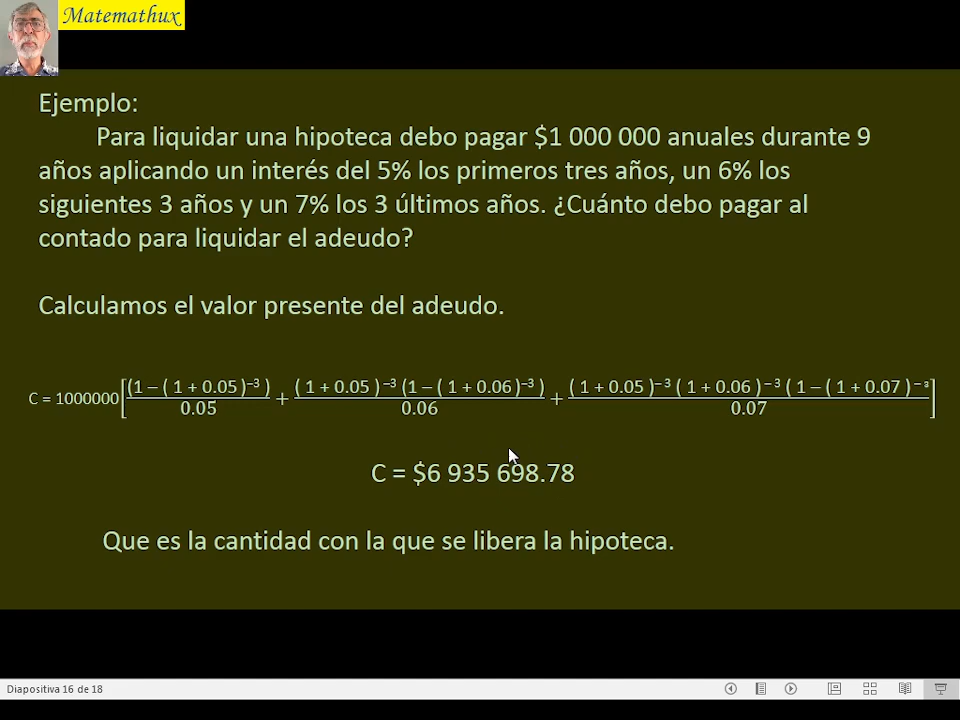 Matemathux
Ejemplo:
Para liquidar una hipoteca debo pagar $1 000 000 anuales durante 9
años aplicando un interés del 5% los primeros tres años, un 6% los
siguientes 3 años y un 7% los 3 últimos años. ¿Cuánto debo pagar al
contado para liquidar el adeudo?
Calculamos el valor presente del adeudo.
C = 1000000[(1 – ( 1 + 0.05 )⁻³ )/0.05 + ( 1 + 0.05 )⁻³ (1 – ( 1 + 0.06 )⁻³ )/0.06 + ( 1 + 0.05 )⁻³ ( 1 + 0.06 )⁻³ ( 1 – ( 1 + 0.07 )⁻³/0.07]
C = $6 935 698.78
Que es la cantidad con la que se libera la hipoteca.
Diapositiva 16 de 18